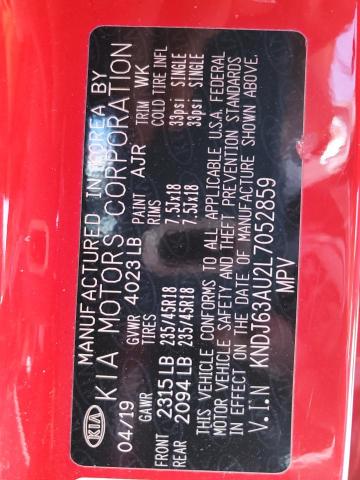 MANUFACTURED IN KOREA BY
KIA KIA MOTORS CORPORATION
04/19 GVWR 4023 LB PAINT AJR TRIM WK
GAWR TIRES RIMS COLD TIRE INFL
FRONT 2315 LB 235/45R18 7.5Jx18 33psi SINGLE
REAR 2094 LB 235/45R18 7.5Jx18 33psi SINGLE
THIS VEHICLE CONFORMS TO ALL APPLICABLE U.S.A. FEDERAL
MOTOR VEHICLE SAFETY AND THEFT PREVENTION STANDARDS
IN EFFECT ON THE DATE OF MANUFACTURE SHOWN ABOVE.
V.I.N KNDJ63AU2L7052859
MPV